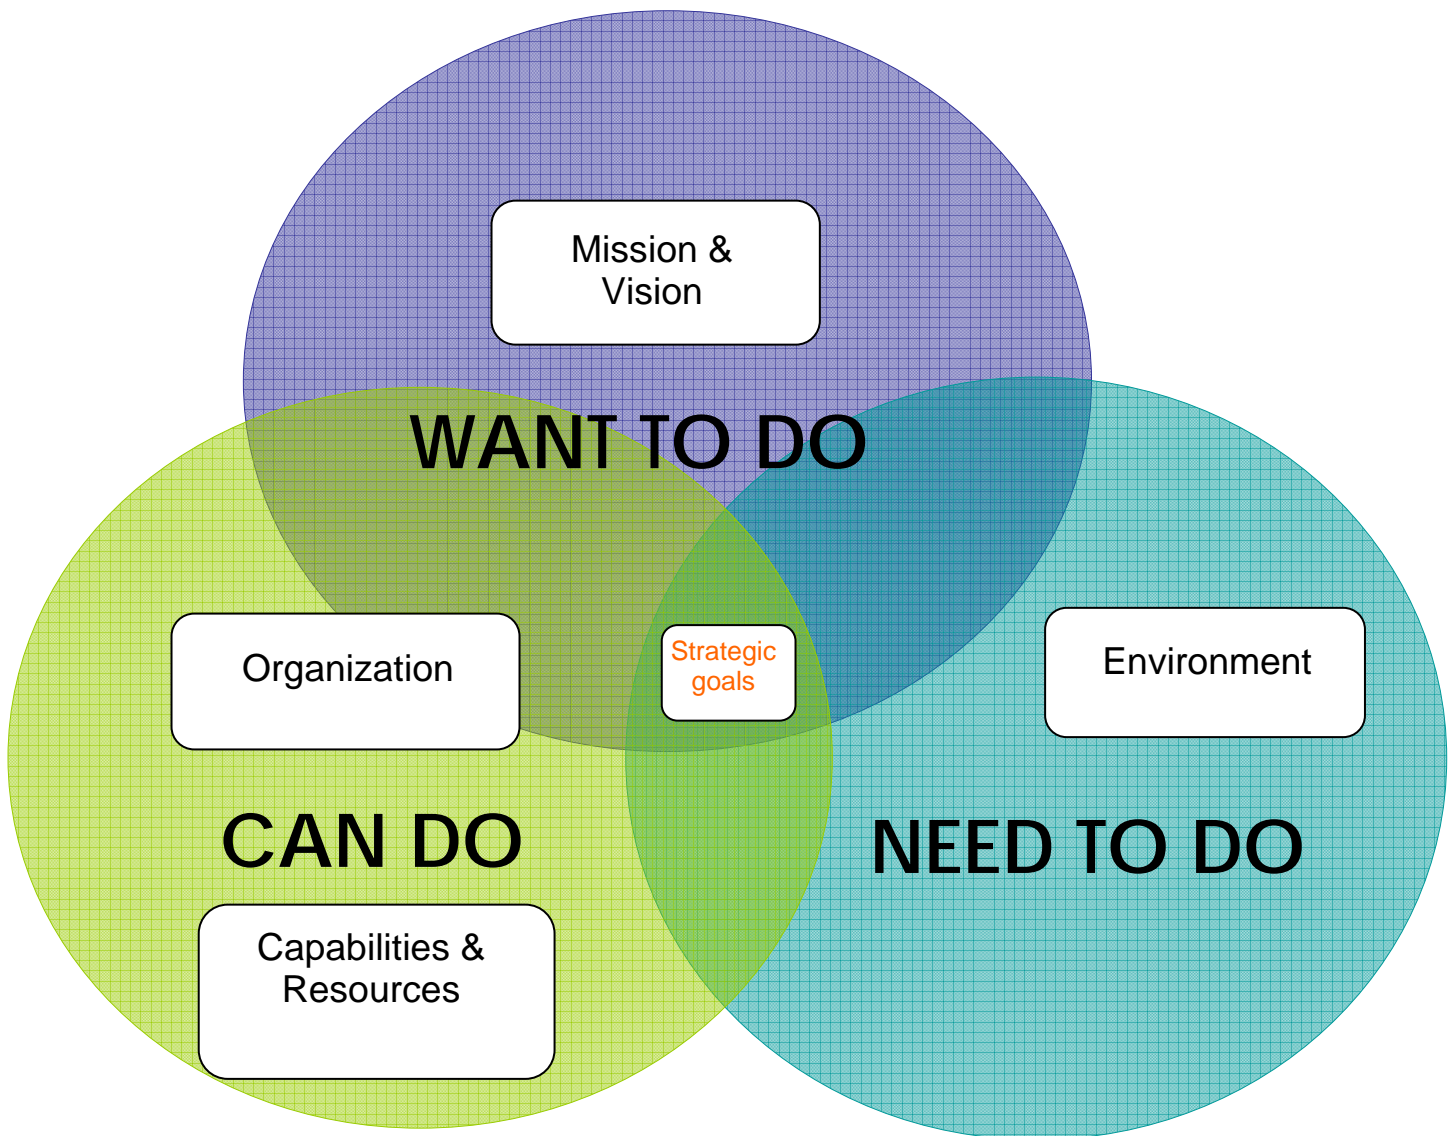 Mission &
Vision
WANT TO DO
Organization
Strategic
goals
Environment
CAN DO
NEED TO DO
Capabilities &
Resources